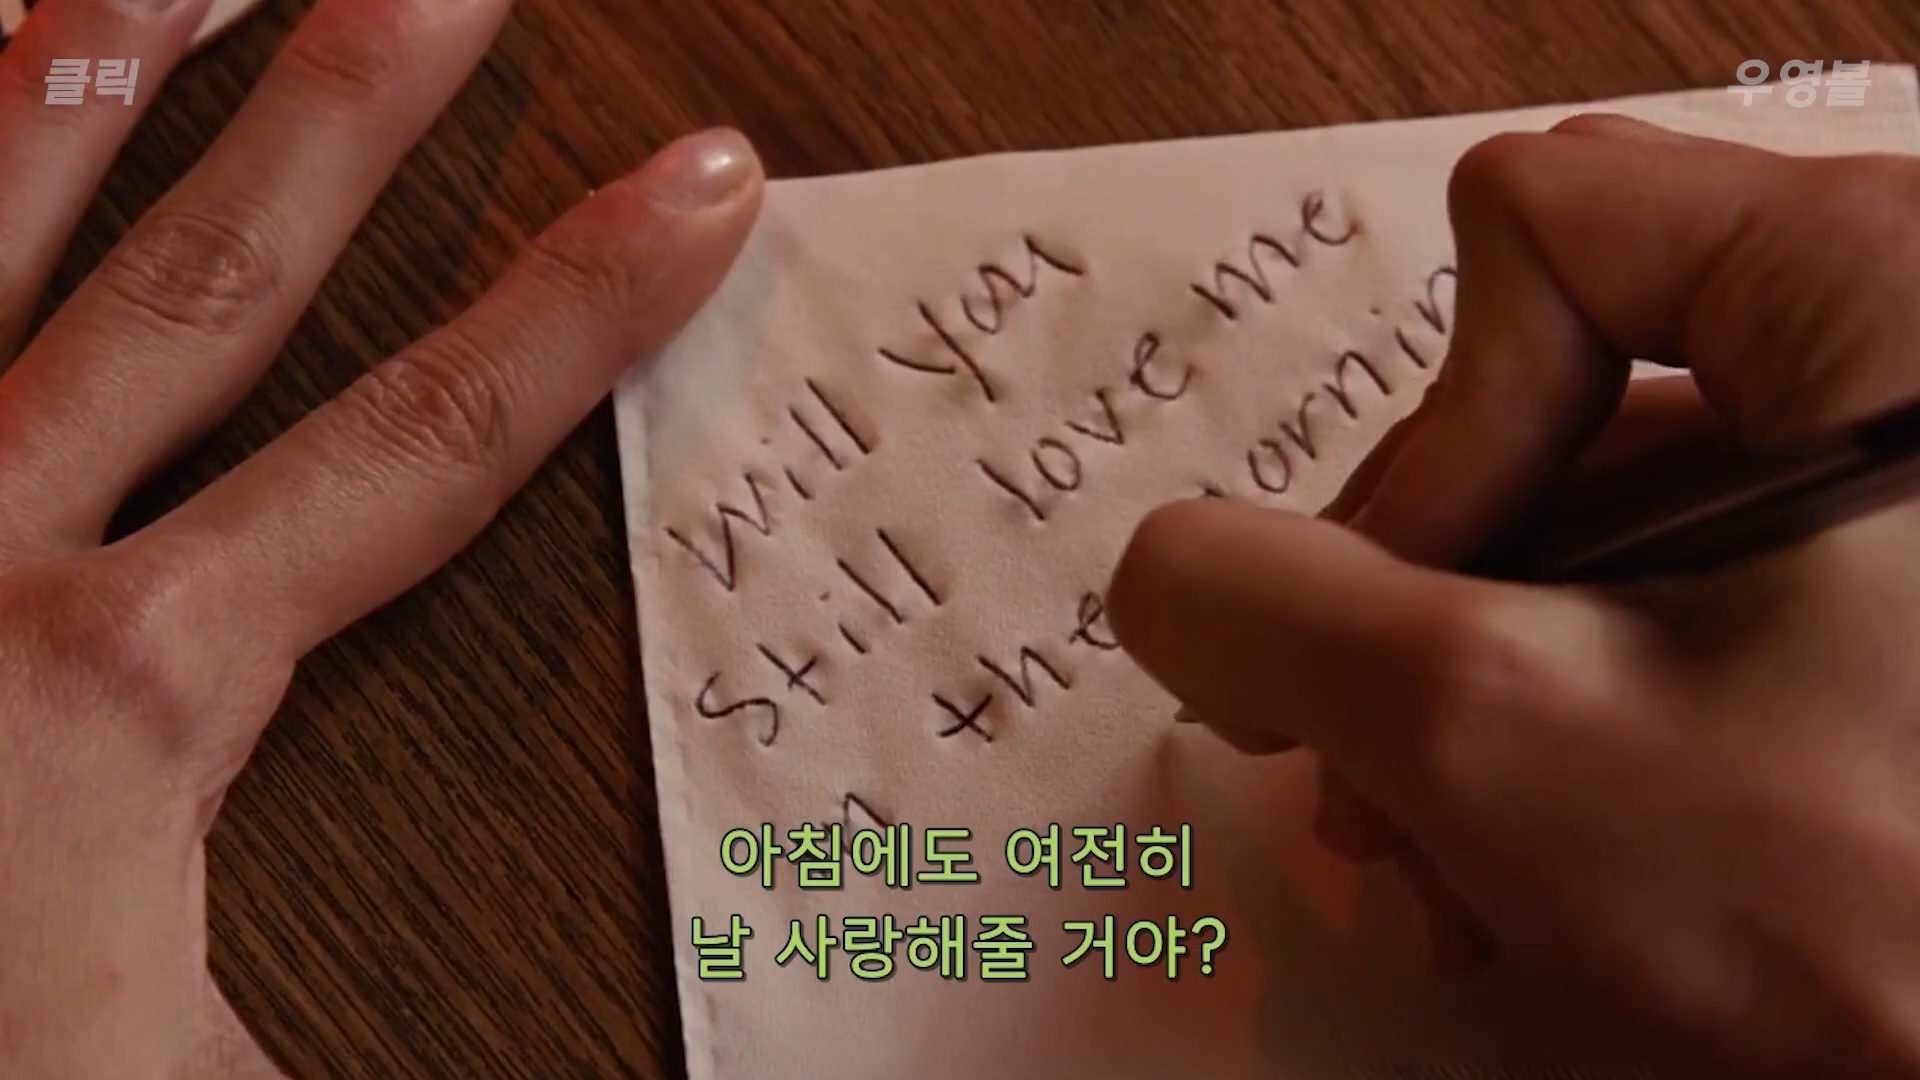 클릭
우영볼
Will you
Still love me
the
아침에도 여전히
날 사랑해줄 거야?